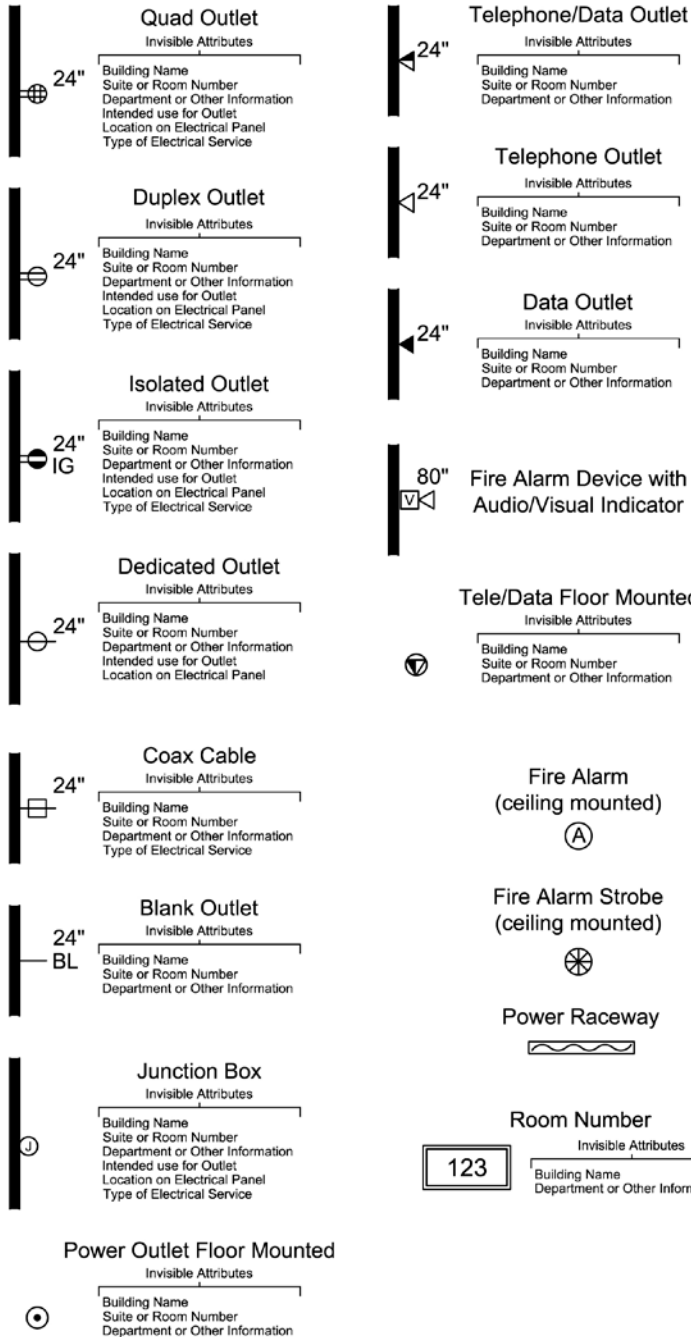 Quad Outlet
Invisible Attributes
24"
Building Name
Suite or Room Number
Department or Other Information
Intended use for Outlet
Location on Electrical Panel
Type of Electrical Service
Duplex Outlet
Invisible Attributes
24"
Building Name
Suite or Room Number
Department or Other Information
Intended use for Outlet
Location on Electrical Panel
Type of Electrical Service
Isolated Outlet
Invisible Attributes
24"
IG
Building Name
Suite or Room Number
Department or Other Information
Intended use for Outlet
Location on Electrical Panel
Type of Electrical Service
Dedicated Outlet
Invisible Attributes
24"
Building Name
Suite or Room Number
Department or Other Information
Intended use for Outlet
Location on Electrical Panel
Coax Cable
Invisible Attributes
24"
Building Name
Suite or Room Number
Department or Other Information
Type of Electrical Service
Blank Outlet
Invisible Attributes
24"
BL
Building Name
Suite or Room Number
Department or Other Information
Junction Box
Invisible Attributes
J
Building Name
Suite or Room Number
Department or Other Information
Intended use for Outlet
Location on Electrical Panel
Type of Electrical Service
Power Outlet Floor Mounted
Invisible Attributes
Building Name
Suite or Room Number
Department or Other Information
Telephone/Data Outlet
Invisible Attributes
24"
Building Name
Suite or Room Number
Department or Other Information
Telephone Outlet
Invisible Attributes
24"
Building Name
Suite or Room Number
Department or Other Information
Data Outlet
Invisible Attributes
24"
Building Name
Suite or Room Number
Department or Other Information
80"
V
Fire Alarm Device with
Audio/Visual Indicator
Tele/Data Floor Mounted
Invisible Attributes
Building Name
Suite or Room Number
Department or Other Information
Fire Alarm
(ceiling mounted)
A
Fire Alarm Strobe
(ceiling mounted)
Power Raceway
Room Number
Invisible Attributes
123
Building Name
Department or Other